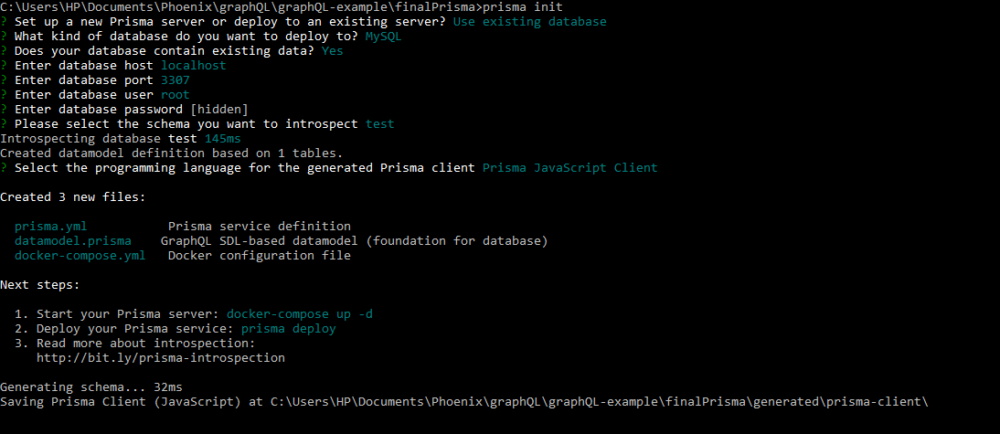 C:\Users\HP\Documents\Phoenix\graphQL\graphQL-example\finalPrisma>prisma init
? Set up a new Prisma server or deploy to an existing server? Use existing database
? What kind of database do you want to deploy to? MySQL
? Does your database contain existing data? Yes
? Enter database host localhost
? Enter database port 3307
? Enter database user root
? Enter database password [hidden]
? Please select the schema you want to introspect test
Introspecting database test 145ms
Created datamodel definition based on 1 tables.
? Select the programming language for the generated Prisma client Prisma JavaScript Client
Created 3 new files:
prisma.yml Prisma service definition
datamodel.prisma GraphQL SDL-based datamodel (foundation for database)
docker-compose.yml Docker configuration file
Next steps:
1. Start your Prisma server: docker-compose up -d
2. Deploy your Prisma service: prisma deploy
3. Read more about introspection:
http://bit.ly/prisma-introspection
Generating schema... 32ms
Saving Prisma Client (JavaScript) at C:\Users\HP\Documents\Phoenix\graphQL\graphQL-example\finalPrisma\generated\prisma-client\